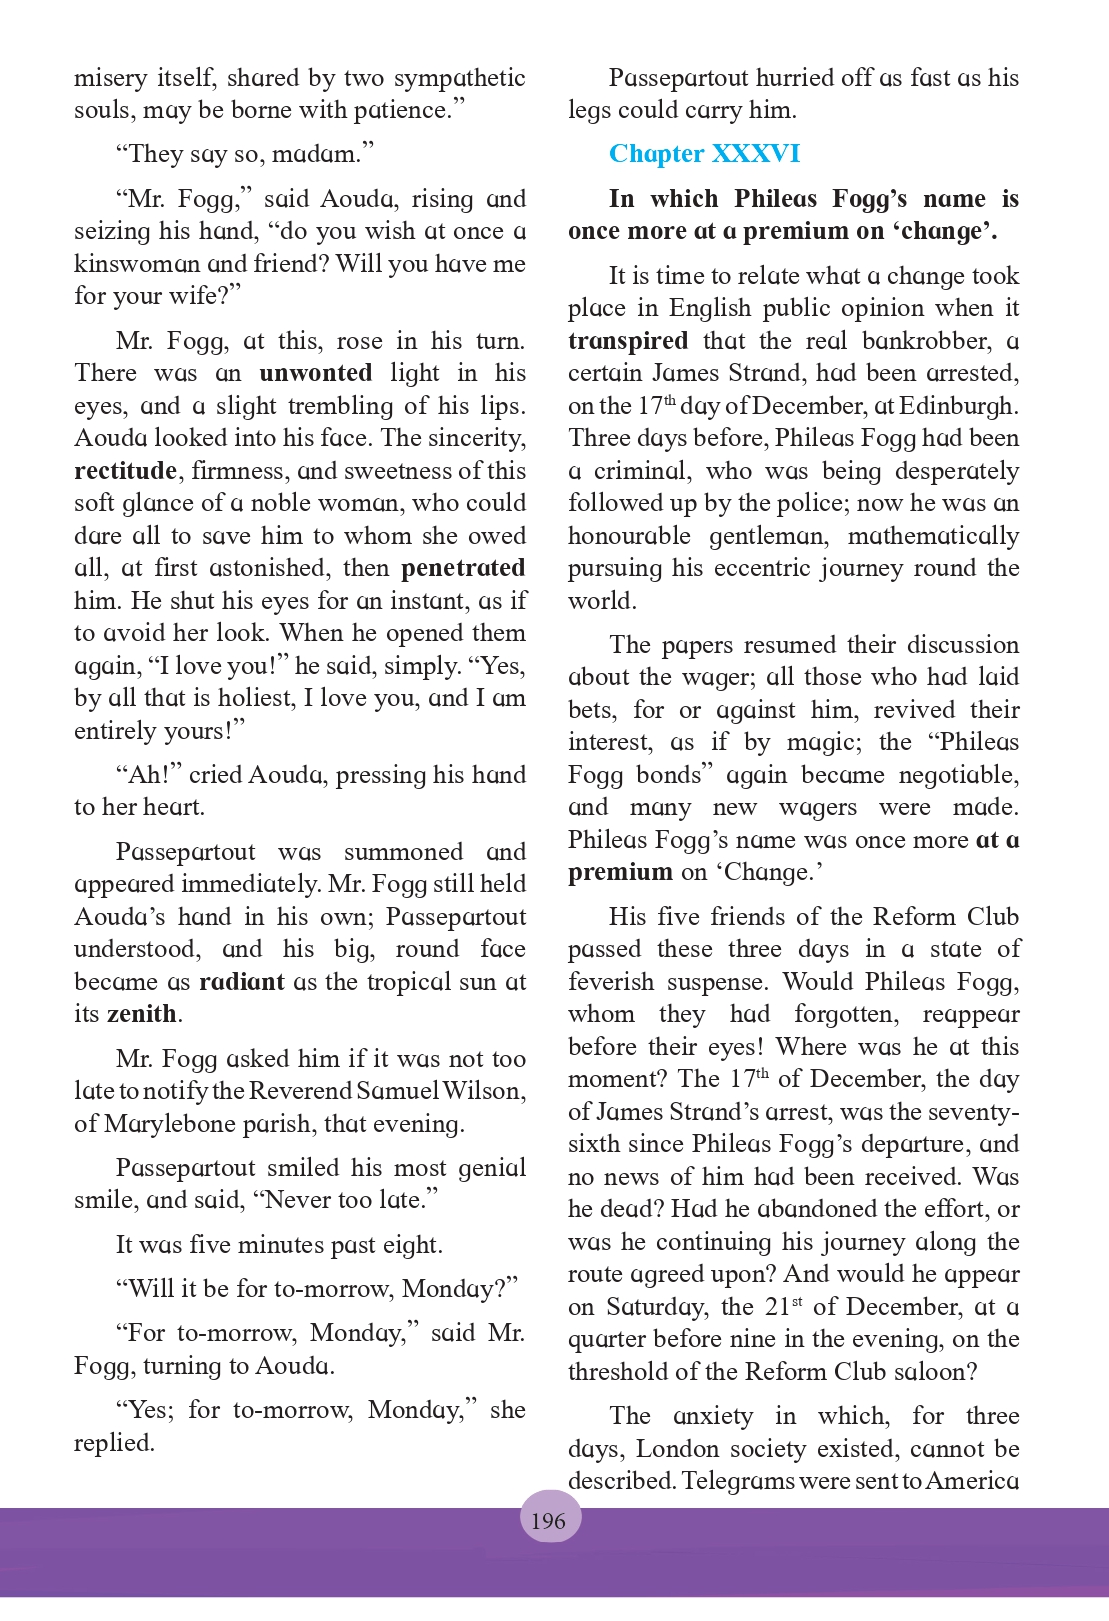 misery itself, shared by two sympathetic
souls, may be borne with patience.”
“They say so, madam.”
“Mr. Fogg,” said Aouda, rising and
seizing his hand, “do you wish at once a
kinswoman and friend? Will you have me
for your wife?”
Mr. Fogg, at this, rose in his turn.
There was an unwonted light in his
eyes, and a slight trembling of his lips.
Aouda looked into his face. The sincerity,
rectitude, firmness, and sweetness of this
soft glance of a noble woman, who could
dare all to save him to whom she owed
all, at first astonished, then penetrated
him. He shut his eyes for an instant, as if
to avoid her look. When he opened them
again, “I love you!” he said, simply. “Yes,
by all that is holiest, I love you, and I am
entirely yours!”
“Ah!” cried Aouda, pressing his hand
to her heart.
Passepartout was summoned and
appeared immediately. Mr. Fogg still held
Aouda’s hand in his own; Passepartout
understood, and his big, round face
became as radiant as the tropical sun at
its zenith.
Mr. Fogg asked him if it was not too
late to notify the Reverend Samuel Wilson,
of Marylebone parish, that evening.
Passepartout smiled his most genial
smile, and said, “Never too late.”
It was five minutes past eight.
“Will it be for to-morrow, Monday?”
“For to-morrow, Monday,” said Mr.
Fogg, turning to Aouda.
“Yes; for to-morrow, Monday,” she
replied.
Passepartout hurried off as fast as his
legs could carry him.
Chapter XXXVI
In which Phileas Fogg’s name is
once more at a premium on ‘change’.
It is time to relate what a change took
place in English public opinion when it
transpired that the real bankrobber, a
certain James Strand, had been arrested,
on the 17th day of December, at Edinburgh.
Three days before, Phileas Fogg had been
a criminal, who was being desperately
followed up by the police; now he was an
honourable gentleman, mathematically
pursuing his eccentric journey round the
world.
The papers resumed their discussion
about the wager; all those who had laid
bets, for or against him, revived their
interest, as if by magic; the “Phileas
Fogg bonds” again became negotiable,
and many new wagers were made.
Phileas Fogg’s name was once more at a
premium on ‘Change.’
His five friends of the Reform Club
passed these three days in a state of
feverish suspense. Would Phileas Fogg,
whom they had forgotten, reappear
before their eyes! Where was he at this
moment? The 17th of December, the day
of James Strand’s arrest, was the seventy-
sixth since Phileas Fogg’s departure, and
no news of him had been received. Was
he dead? Had he abandoned the effort, or
was he continuing his journey along the
route agreed upon? And would he appear
on Saturday, the 21st of December, at a
quarter before nine in the evening, on the
threshold of the Reform Club saloon?
The anxiety in which, for three
days, London society existed, cannot be
described. Telegrams were sent to America
196